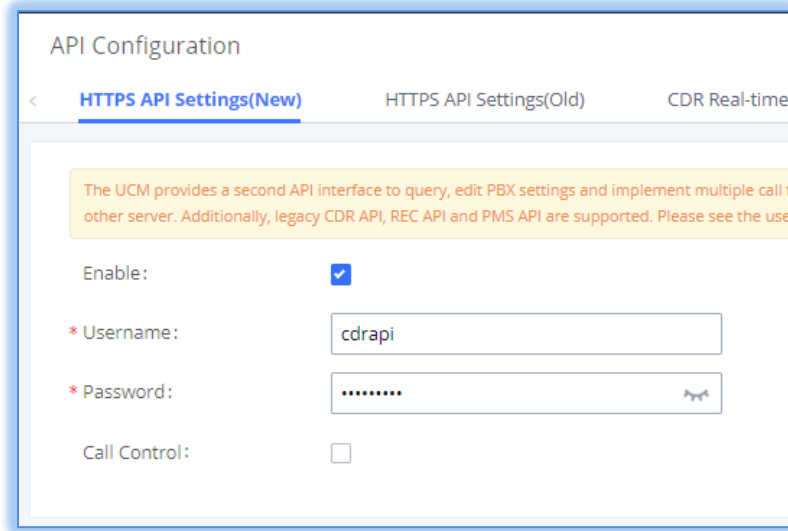 API Configuration
< HTTPS API Settings(New) HTTPS API Settings(Old) CDR Real-time
The UCM provides a second API interface to query, edit PBX settings and implement multiple call
other server. Additionally, legacy CDR API, REC API and PMS API are supported. Please see the use
Enable:
* Username: cdrapi
* Password: •••••••••
Call Control: